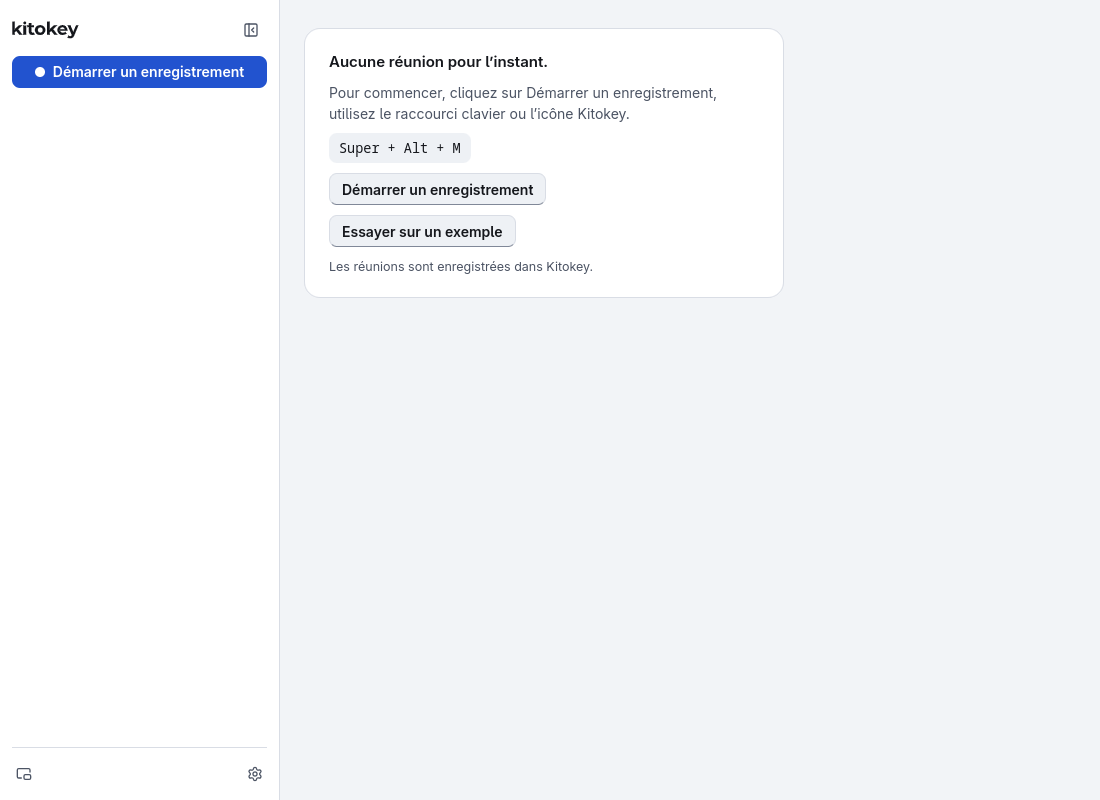 kitokey
Démarrer un enregistrement
Aucune réunion pour l’instant.
Pour commencer, cliquez sur Démarrer un enregistrement,
utilisez le raccourci clavier ou l’icône Kitokey.
Super + Alt + M
Démarrer un enregistrement
Essayer sur un exemple
Les réunions sont enregistrées dans Kitokey.